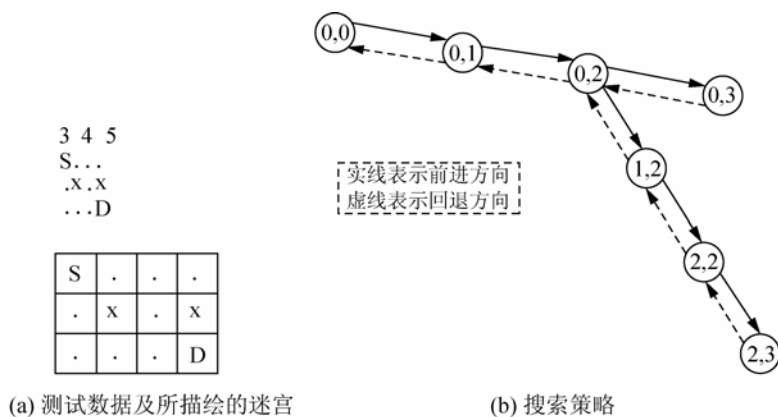 3 4 5
S...
.x.x
...D
S . . .
. x . x
. . . D
(a) 测试数据及所描绘的迷宫
0,0
0,1
0,2
0,3
1,2
2,2
2,3
实线表示前进方向
虚线表示回退方向
(b) 搜索策略